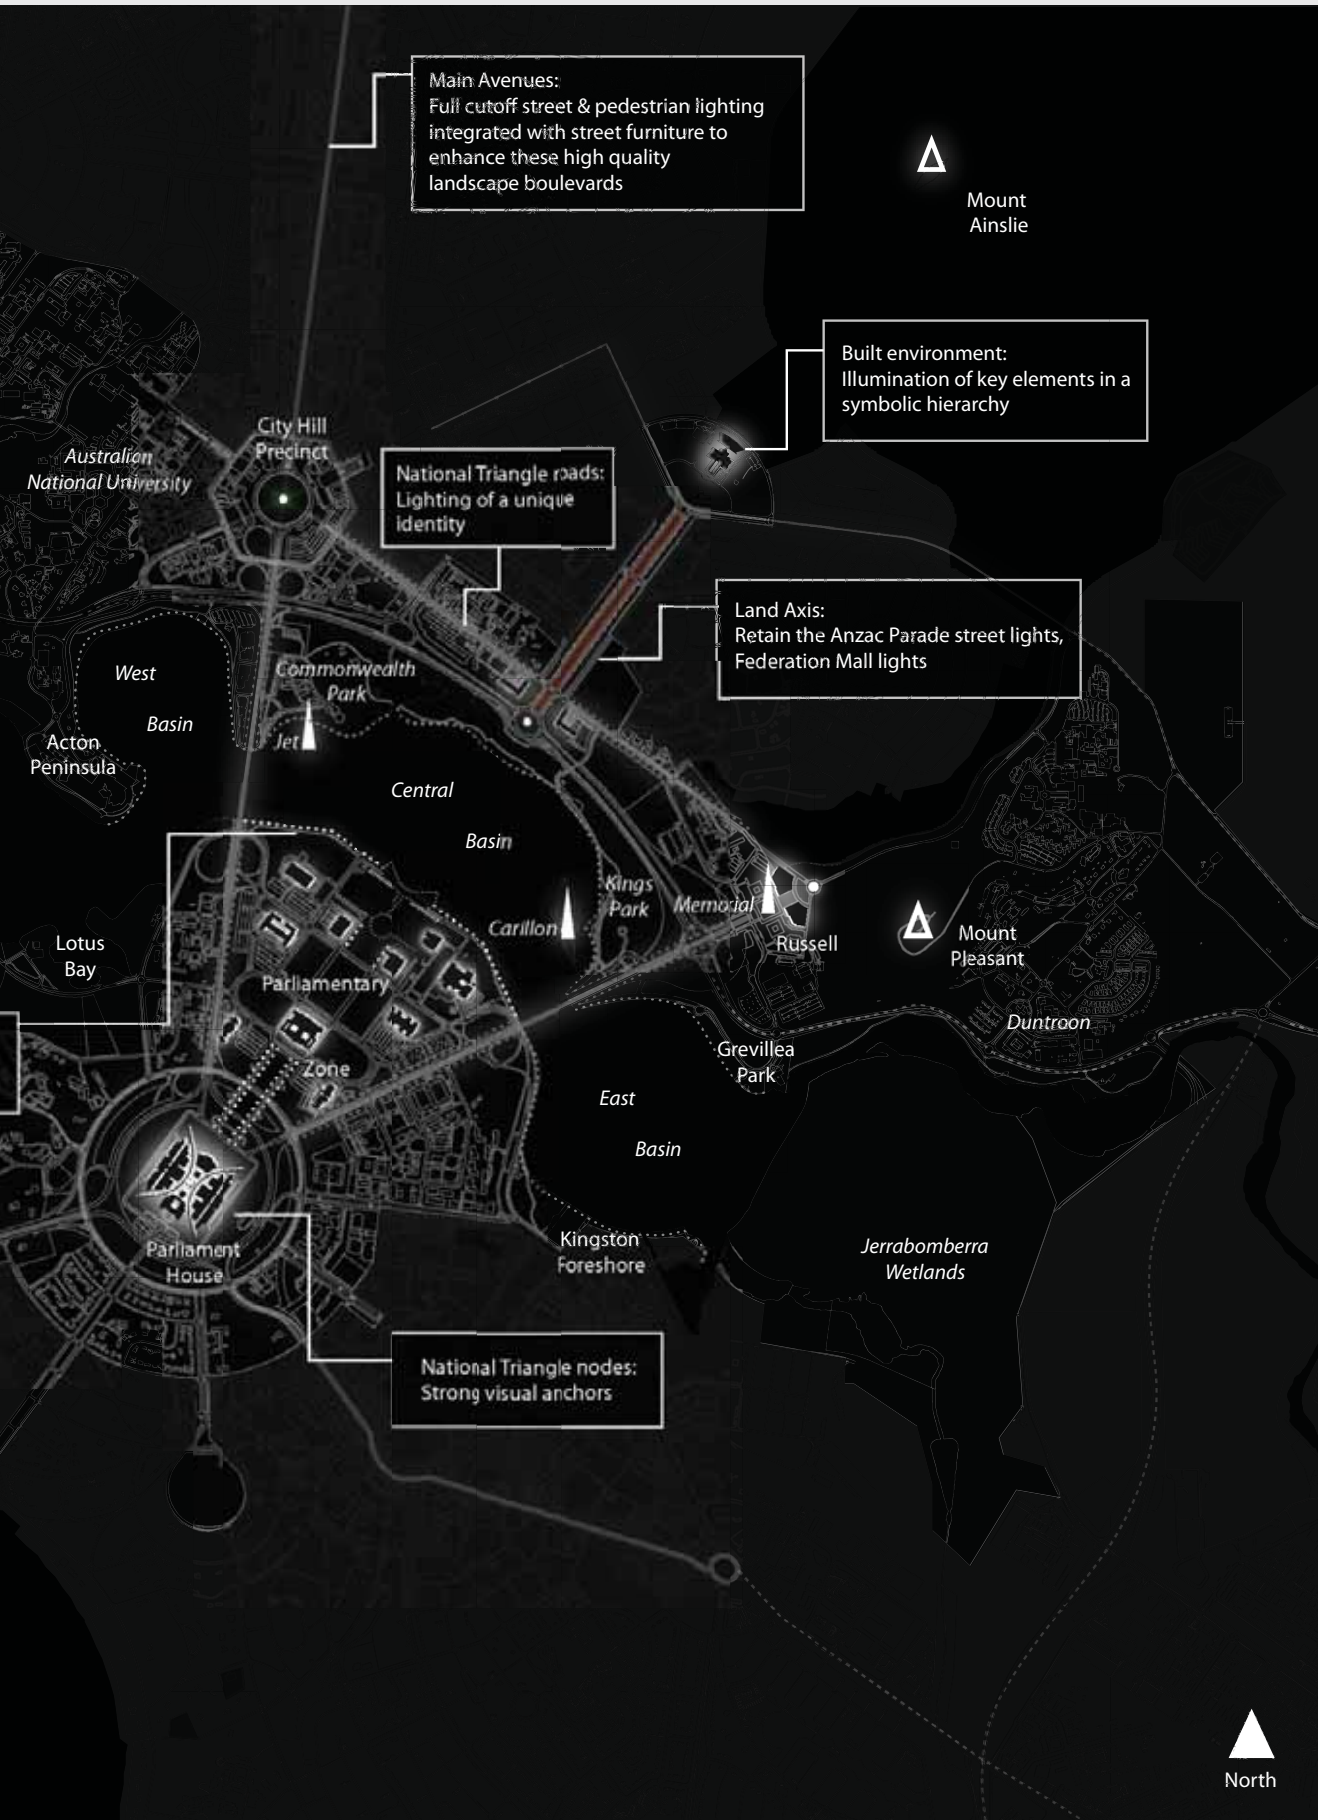 Main Avenues:
Full cutoff street & pedestrian lighting
integrated with street furniture to
enhance these high quality
landscape boulevards
Mount
Ainslie
Built environment:
Illumination of key elements in a
symbolic hierarchy
City Hill
Precinct
Australian
National University
National Triangle roads:
Lighting of a unique
identity
Land Axis:
Retain the Anzac Parade street lights,
Federation Mall lights
West
Basin
Commonwealth
Park
Jet
Acton
Peninsula
Central
Basin
Kings
Park
Memorial
Carillon
Russell
Mount
Pleasant
Lotus
Bay
Parliamentary
Zone
Duntroon
Grevillea
Park
East
Basin
Kingston
Foreshore
Jerrabomberra
Wetlands
Parliament
House
National Triangle nodes:
Strong visual anchors
North